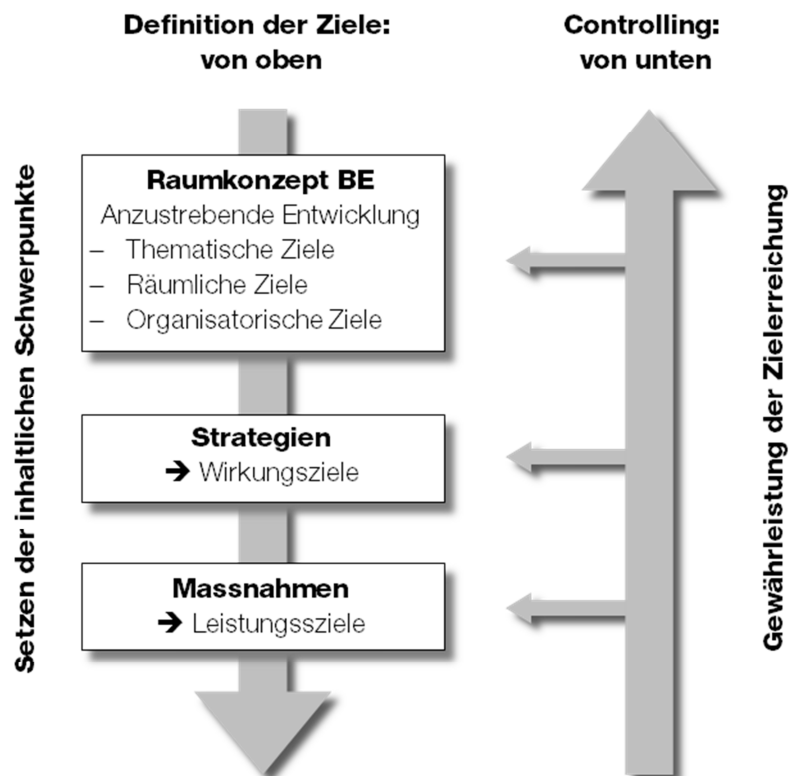 Definition der Ziele:
von oben
Controlling:
von unten
Setzen der inhaltlichen Schwerpunkte
Raumkonzept BE
Anzustrebende Entwicklung
– Thematische Ziele
– Räumliche Ziele
– Organisatorische Ziele
Strategien
➔ Wirkungsziele
Massnahmen
➔ Leistungssziele
Gewährleistung der Zielerreichung